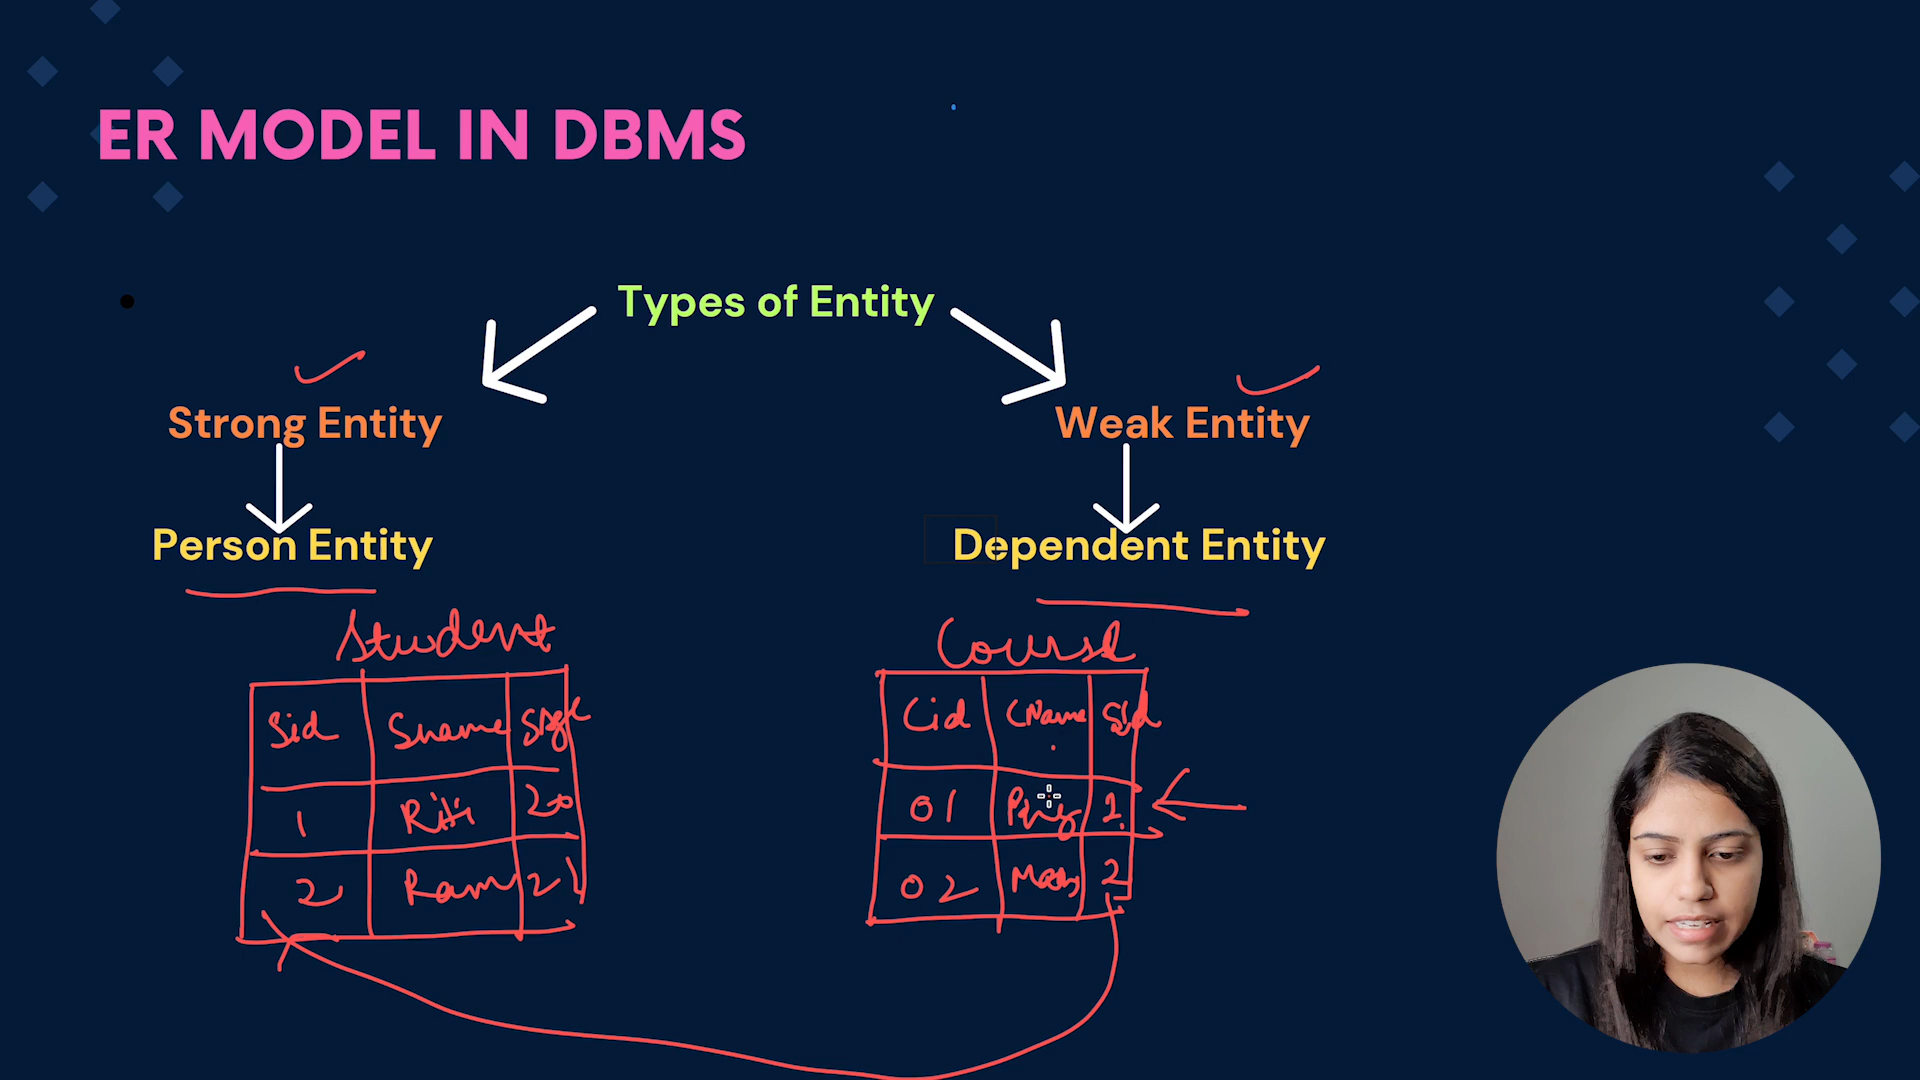 ER MODEL IN DBMS
Types of Entity
Strong Entity
Weak Entity
Person Entity
Dependent Entity
Student
Course
Sid Sname SAge
Cid CName Sid
1 Riti 20
01 1
2 Ram 21
02 2